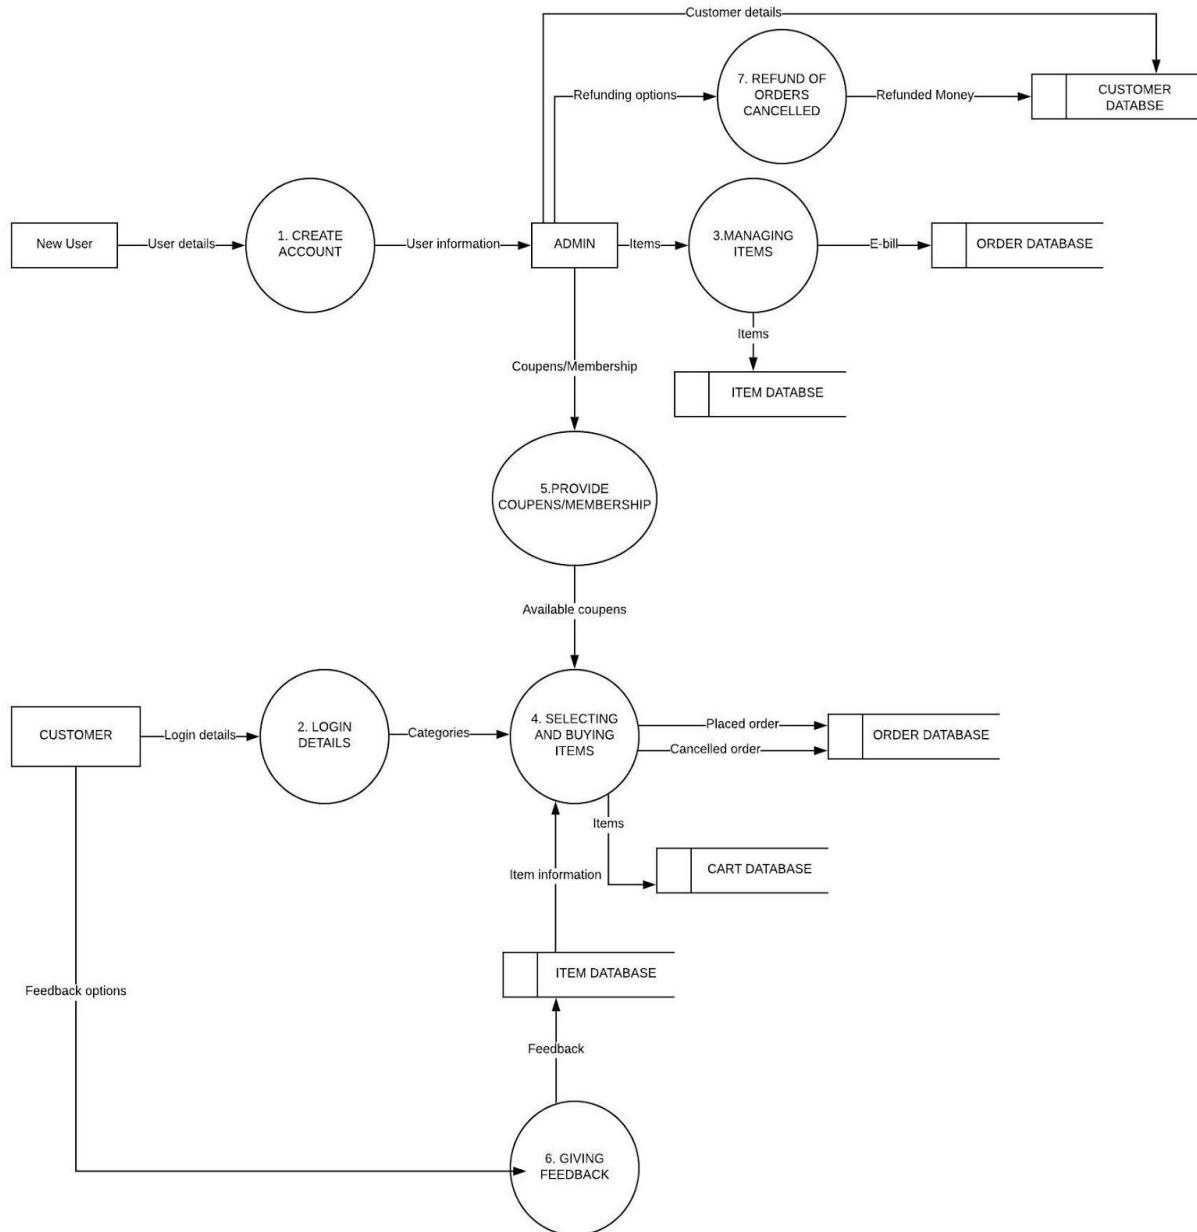 Customer details
7. REFUND OF
ORDERS
CANCELLED
Refunding options
Refunded Money
CUSTOMER
DATABSE
New User
User details
1. CREATE
ACCOUNT
User information
ADMIN
Items
3.MANAGING
ITEMS
E-bill
ORDER DATABASE
Items
ITEM DATABSE
Coupens/Membership
5.PROVIDE
COUPENS/MEMBERSHIP
Available coupens
CUSTOMER
Login details
2. LOGIN
DETAILS
Categories
4. SELECTING
AND BUYING
ITEMS
Placed order
Cancelled order
ORDER DATABASE
Items
CART DATABASE
Item information
ITEM DATABASE
Feedback options
Feedback
6. GIVING
FEEDBACK